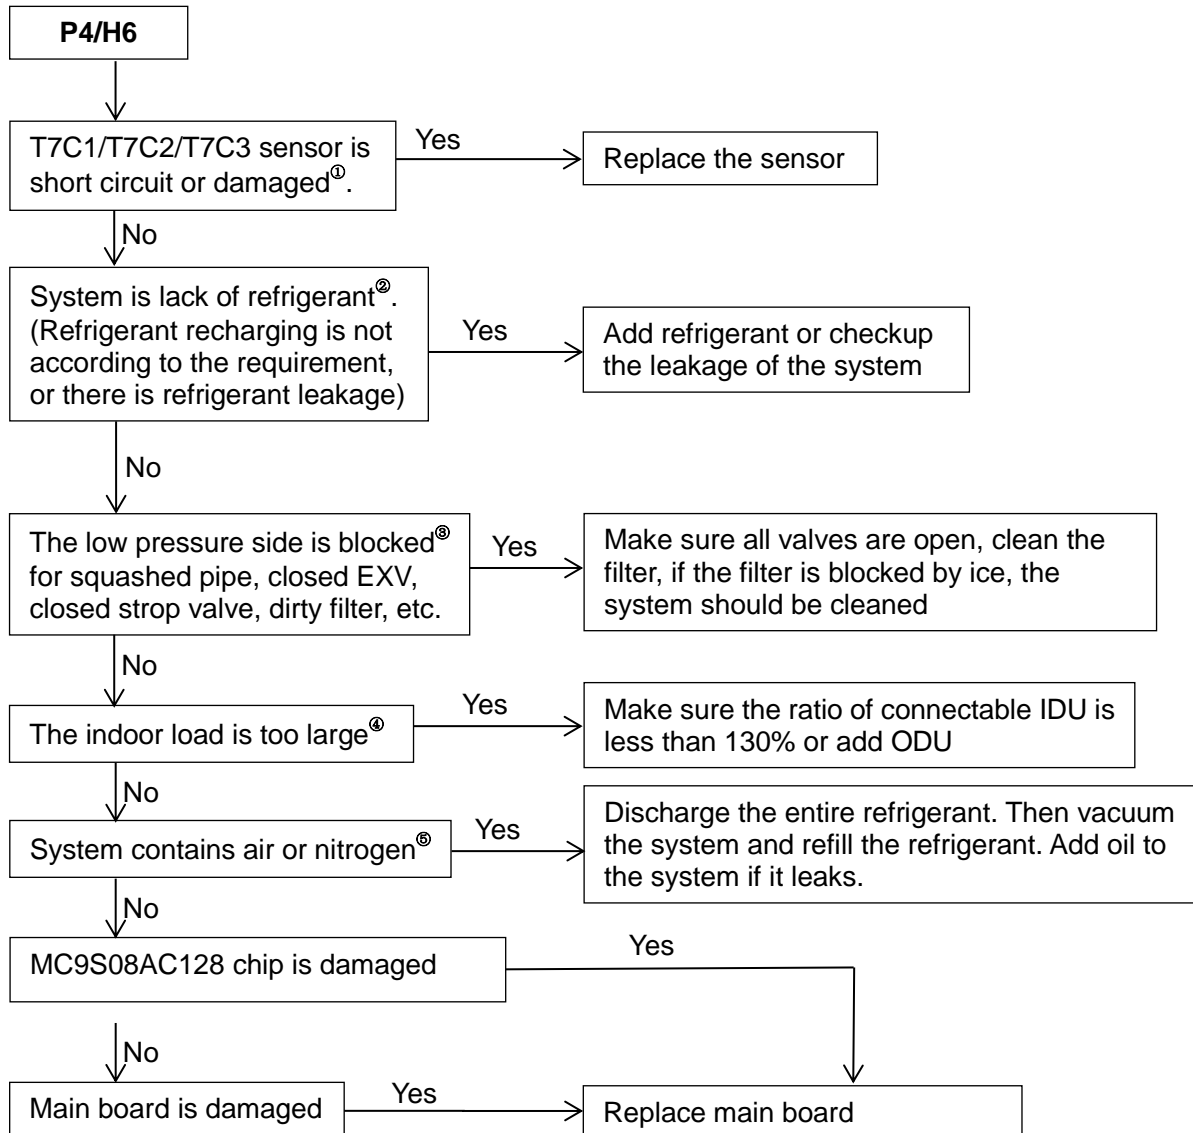 P4/H6
T7C1/T7C2/T7C3 sensor is
short circuit or damaged①.
Yes
Replace the sensor
No
System is lack of refrigerant②.
(Refrigerant recharging is not
according to the requirement,
or there is refrigerant leakage)
Yes
Add refrigerant or checkup
the leakage of the system
No
The low pressure side is blocked③
for squashed pipe, closed EXV,
closed strop valve, dirty filter, etc.
Yes
Make sure all valves are open, clean the
filter, if the filter is blocked by ice, the
system should be cleaned
No
The indoor load is too large④
Yes
Make sure the ratio of connectable IDU is
less than 130% or add ODU
No
System contains air or nitrogen⑤
Yes
Discharge the entire refrigerant. Then vacuum
the system and refill the refrigerant. Add oil to
the system if it leaks.
No
MC9S08AC128 chip is damaged
Yes
No
Main board is damaged
Yes
Replace main board